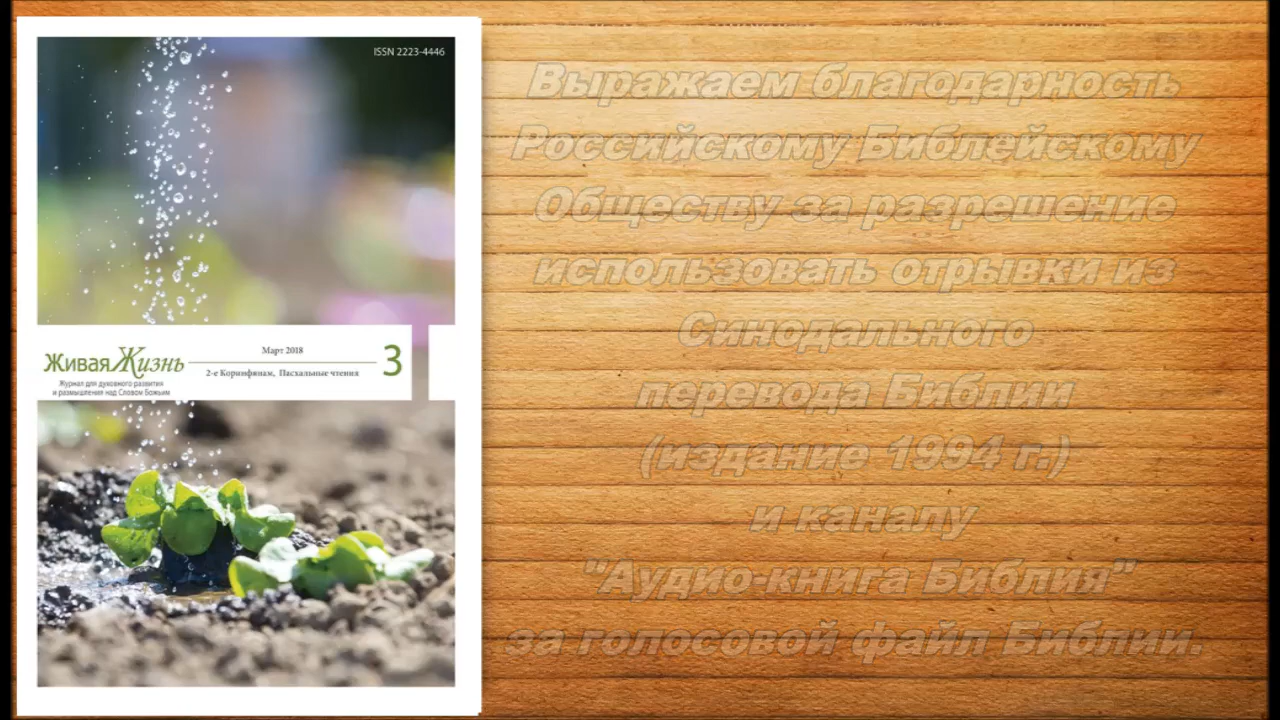 ISSN 2223-4446
ЖиваяЖизнь
Журнал для духовного развития
и размышления над Словом Божьим
Март 2018
2-е Коринфянам, Пасхальные чтения
3
Выражаем благодарность
Российскому Библейскому
Обществу за разрешение
использовать отрывки из
Синодального
перевода Библии
(издание 1994 г.)
и каналу
"Аудио-книга Библия"
за голосовой файл Библии.